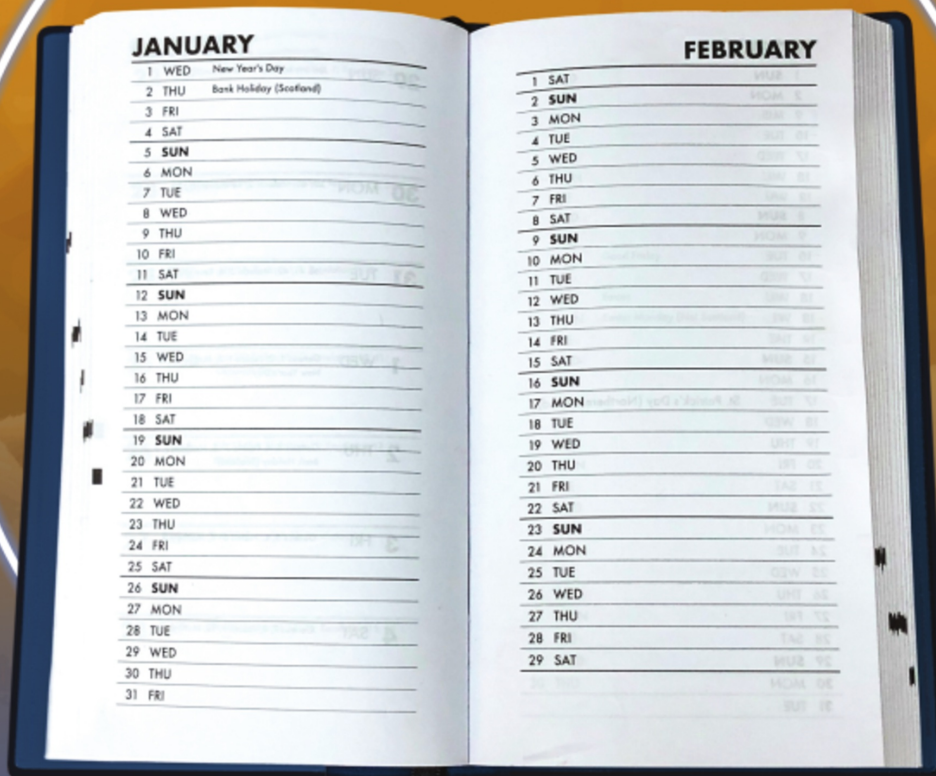 JANUARY
1 WED New Year's Day
2 THU Bank Holiday (Scotland)
3 FRI
4 SAT
5 SUN
6 MON
7 TUE
8 WED
9 THU
10 FRI
11 SAT
12 SUN
13 MON
14 TUE
15 WED
16 THU
17 FRI
18 SAT
19 SUN
20 MON
21 TUE
22 WED
23 THU
24 FRI
25 SAT
26 SUN
27 MON
28 TUE
29 WED
30 THU
31 FRI
FEBRUARY
1 SAT
2 SUN
3 MON
4 TUE
5 WED
6 THU
7 FRI
8 SAT
9 SUN
10 MON
11 TUE
12 WED
13 THU
14 FRI
15 SAT
16 SUN
17 MON
18 TUE
19 WED
20 THU
21 FRI
22 SAT
23 SUN
24 MON
25 TUE
26 WED
27 THU
28 FRI
29 SAT